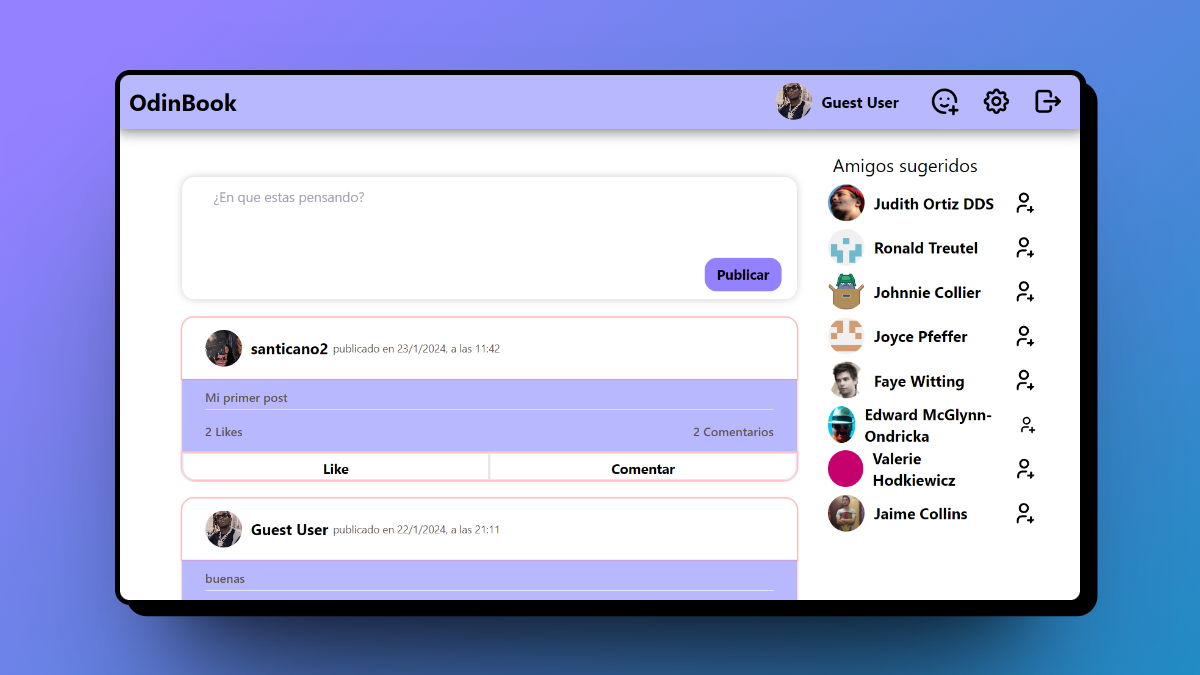 OdinBook
Guest User
¿En que estas pensando?
Publicar
santicano2 publicado en 23/1/2024, a las 11:42
Mi primer post
2 Likes
2 Comentarios
Like
Comentar
Guest User publicado en 22/1/2024, a las 21:11
buenas
Amigos sugeridos
Judith Ortiz DDS
Ronald Treutel
Johnnie Collier
Joyce Pfeffer
Faye Witting
Edward McGlynn-
Ondricka
Valerie
Hodkiewicz
Jaime Collins